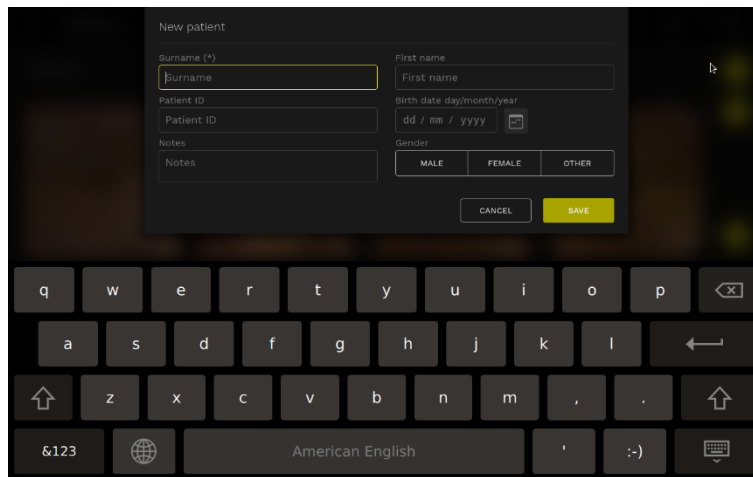 New patient
Surname (*)
First name
Surname
First name
Patient ID
Birth date day/month/year
Patient ID
dd / mm / yyyy
Notes
Gender
Notes
MALE FEMALE OTHER
CANCEL SAVE
q w e r t y u i o p
a s d f g h j k l
z x c v b n m , .
&123 American English ' :-)